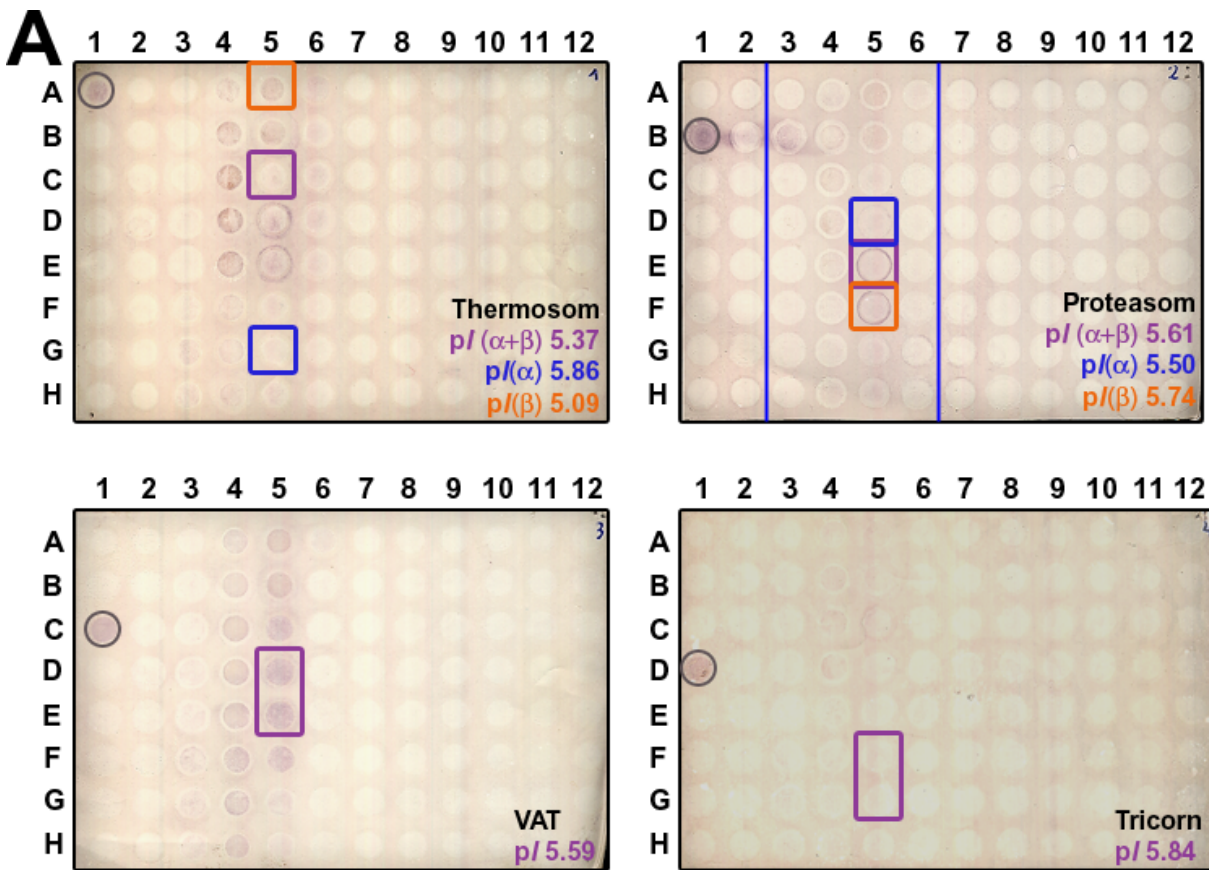 A
1 2 3 4 5 6 7 8 9 10 11 12
A
B
C
D
E
F
G
H
1
Thermosom
pI (α+β) 5.37
pI(α) 5.86
pI(β) 5.09
1 2 3 4 5 6 7 8 9 10 11 12
A
B
C
D
E
F
G
H
2
Proteasom
pI (α+β) 5.61
pI(α) 5.50
pI(β) 5.74
1 2 3 4 5 6 7 8 9 10 11 12
A
B
C
D
E
F
G
H
3
VAT
pI 5.59
1 2 3 4 5 6 7 8 9 10 11 12
A
B
C
D
E
F
G
H
Tricorn
pI 5.84